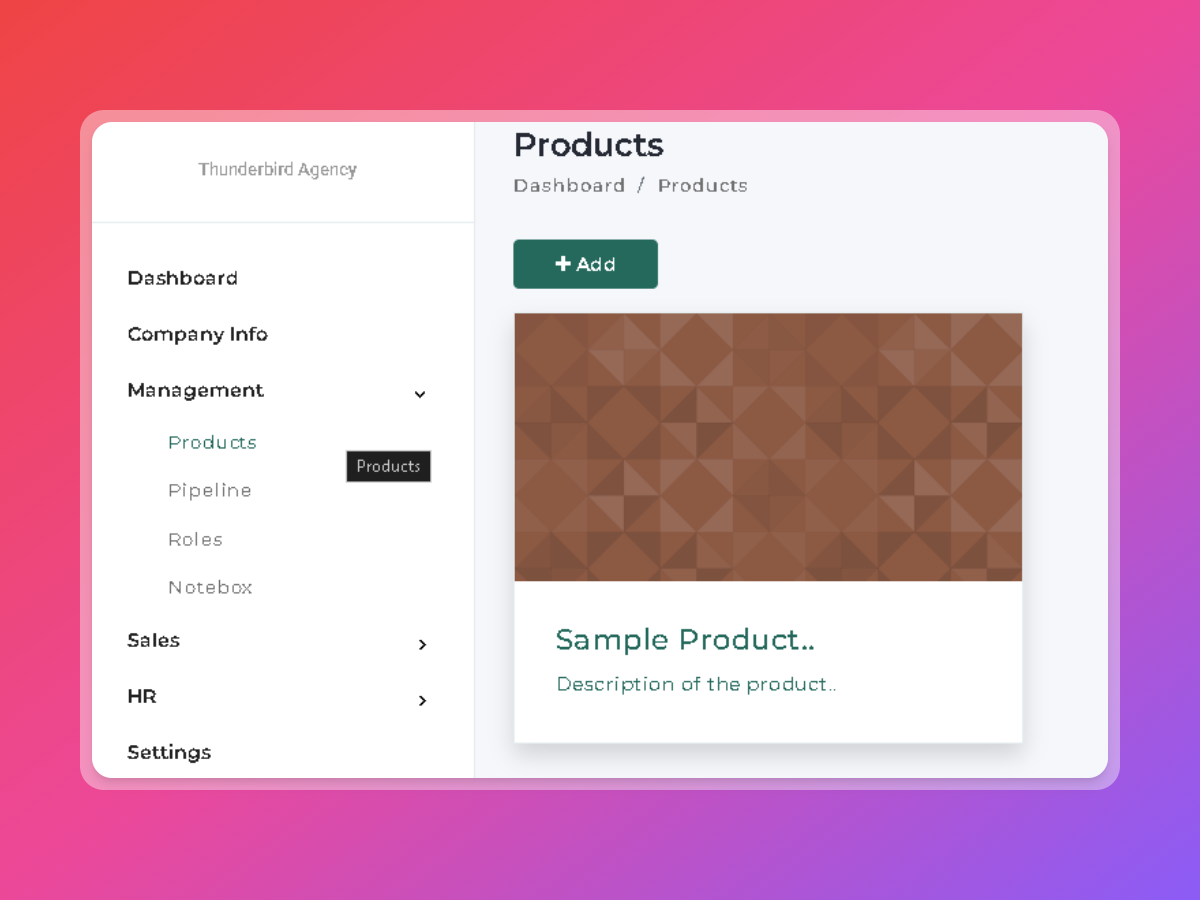 Thunderbird Agency
Dashboard
Company Info
Management
Products
Products
Pipeline
Roles
Notebox
Sales
HR
Settings
Products
Dashboard / Products
+ Add
Sample Product..
Description of the product..